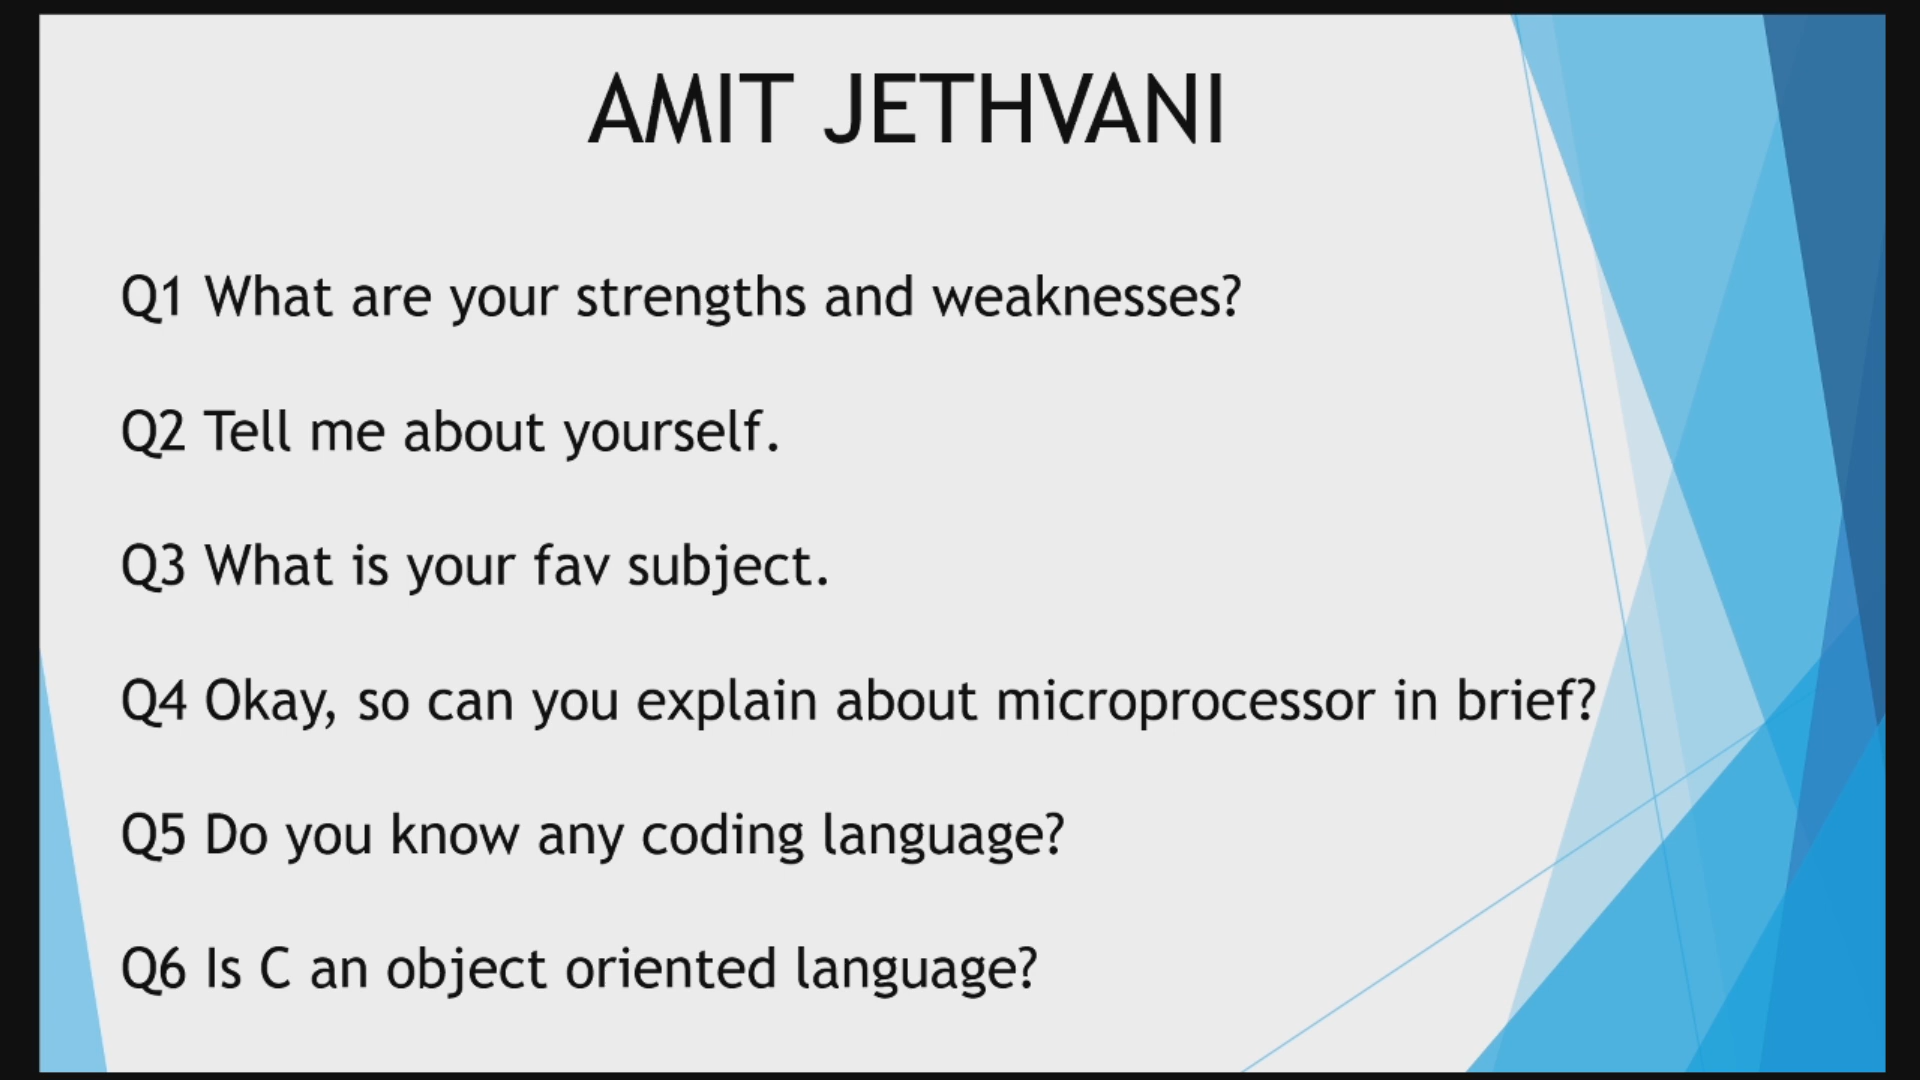 AMIT JETHVANI
Q1 What are your strengths and weaknesses?
Q2 Tell me about yourself.
Q3 What is your fav subject.
Q4 Okay, so can you explain about microprocessor in brief?
Q5 Do you know any coding language?
Q6 Is C an object oriented language?